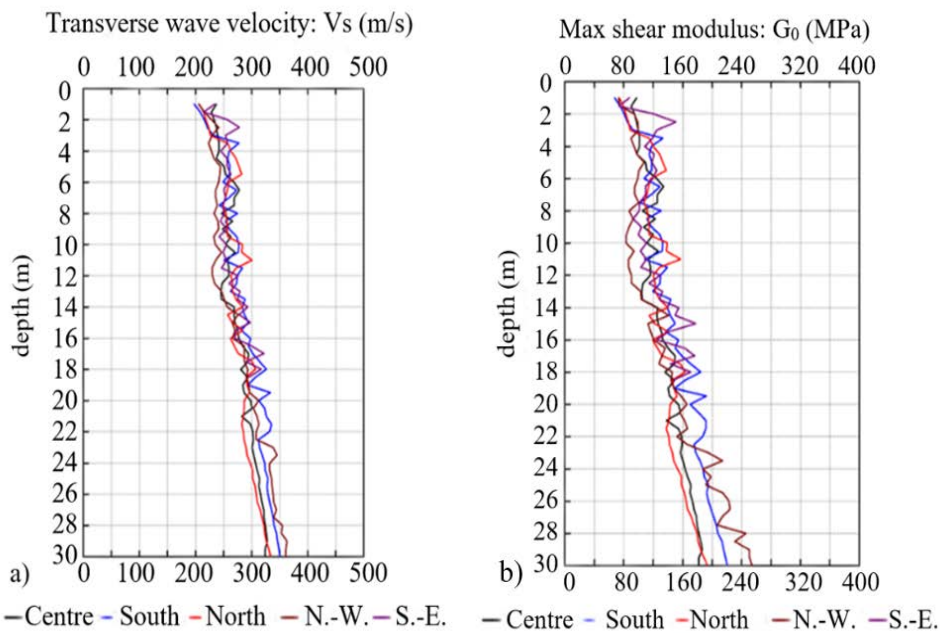 Transverse wave velocity: Vs (m/s)
0 100 200 300 400 500
0
2
4
6
8
10
12
14
16
18
20
22
24
26
28
30
depth (m)
0 100 200 300 400 500
a)
Centre South North N.-W. S.-E.
Max shear modulus: G₀ (MPa)
0 80 160 240 320 400
0
2
4
6
8
10
12
14
16
18
20
22
24
26
28
30
depth (m)
0 80 160 240 320 400
b)
Centre South North N.-W. S.-E.